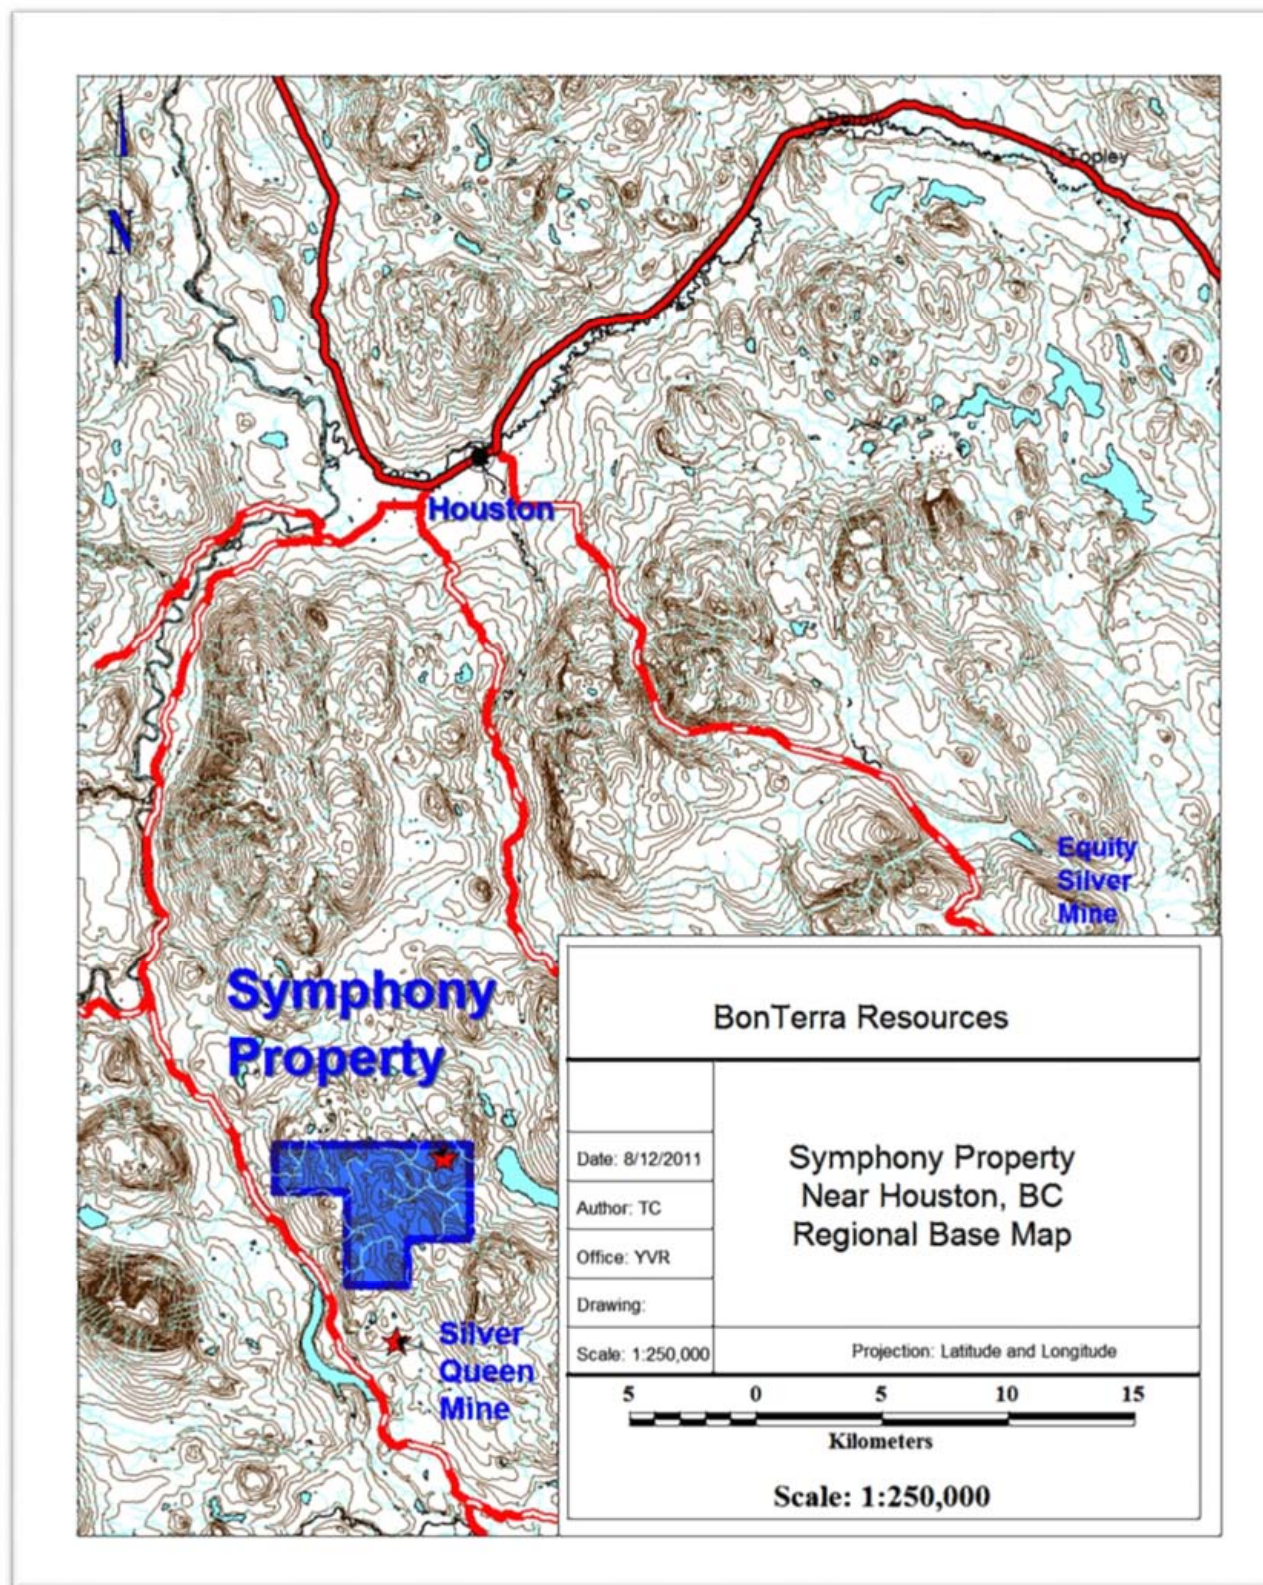 N
Topley
Houston
Equity
Silver
Mine
Symphony
Property
Silver
Queen
Mine
BonTerra Resources
Date: 8/12/2011
Author: TC
Office: YVR
Drawing:
Scale: 1:250,000
Symphony Property
Near Houston, BC
Regional Base Map
Projection: Latitude and Longitude
5 0 5 10 15
Kilometers
Scale: 1:250,000